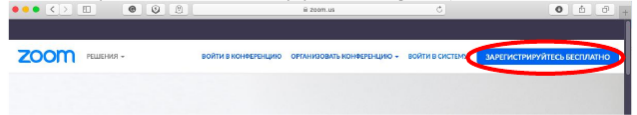 zoom.us
zoom РЕШЕНИЯ ВОЙТИ В КОНФЕРЕНЦИЮ ОРГАНИЗОВАТЬ КОНФЕРЕНЦИЮ ВОЙТИ В СИСТЕМУ ЗАРЕГИСТРИРУЙТЕСЬ БЕСПЛАТНО